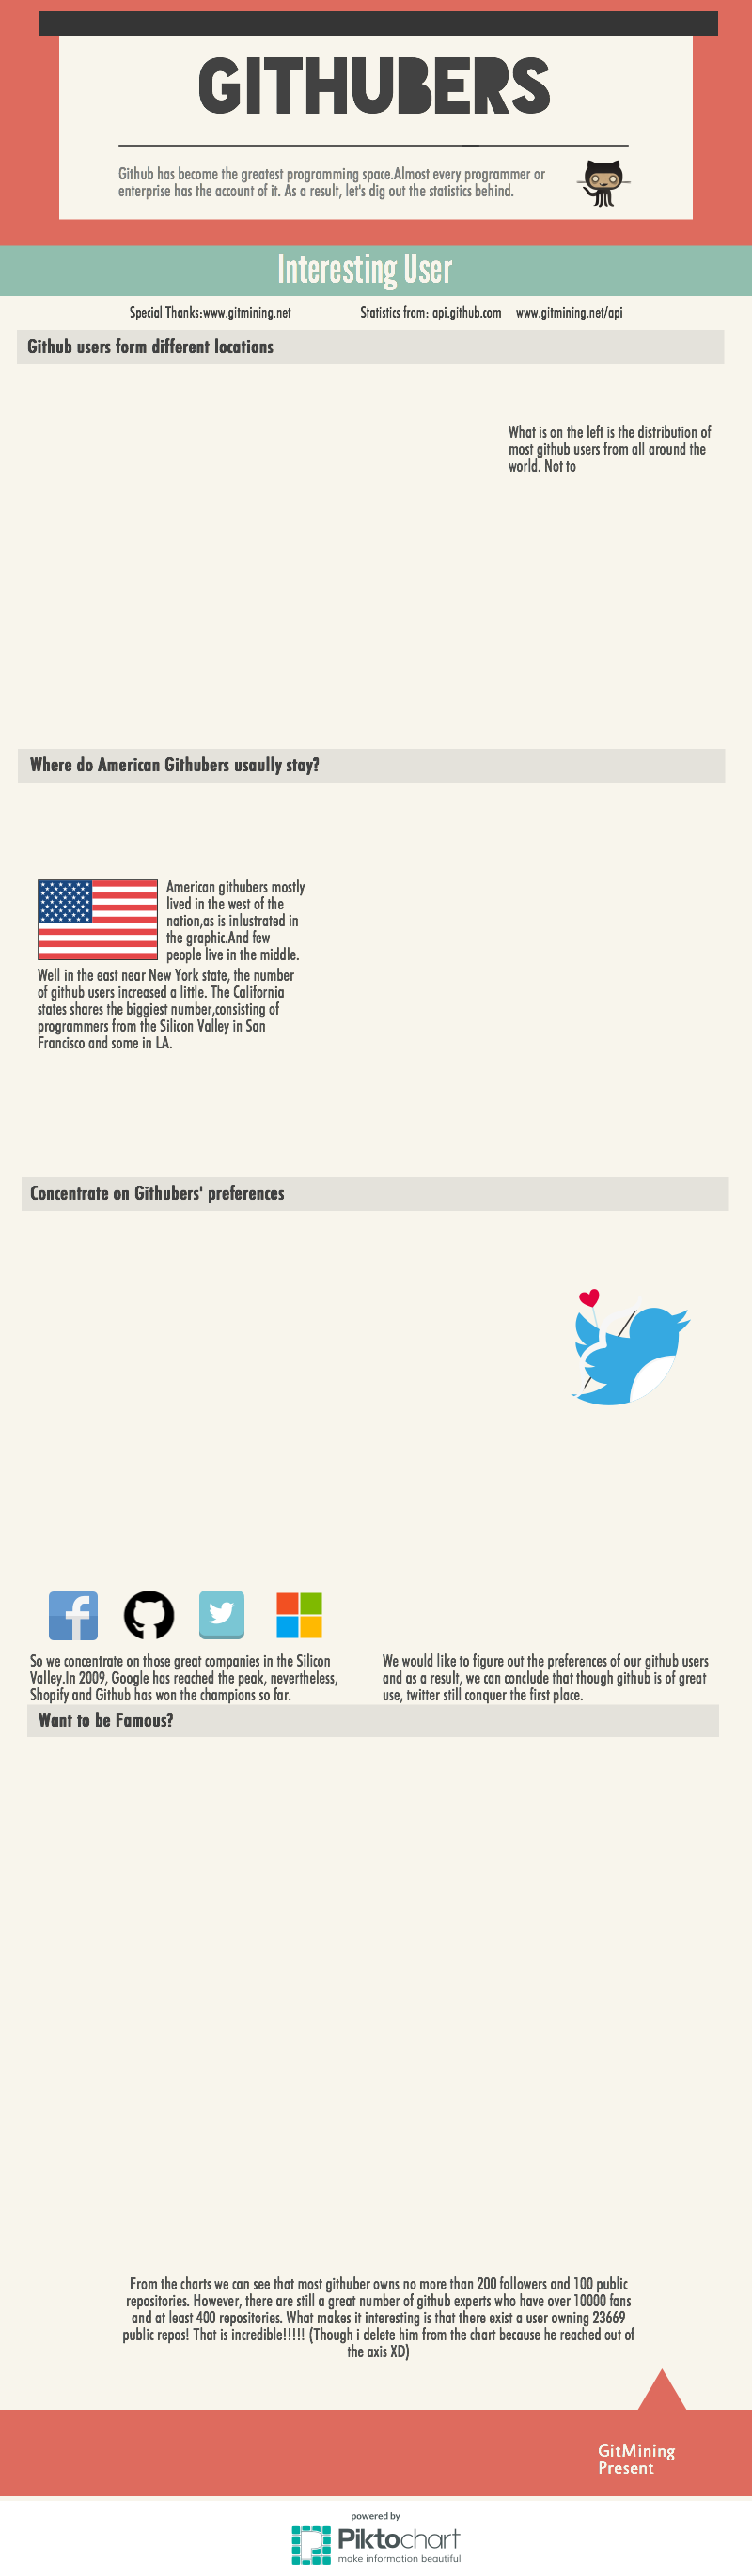 GITHUBERS
Github has become the greatest programming space.Almost every programmer or
enterprise has the account of it. As a result, let's dig out the statistics behind.
Interesting User
Special Thanks:www.gitmining.net
Statistics from: api.github.com www.gitmining.net/api
Github users form different locations
What is on the left is the distribution of
most github users from all around the
world. Not to
Where do American Githubers usaully stay?
American githubers mostly
lived in the west of the
nation,as is inlustrated in
the graphic.And few
people live in the middle.
Well in the east near New York state, the number
of github users increased a little. The California
states shares the biggiest number,consisting of
programmers from the Silicon Valley in San
Francisco and some in LA.
Concentrate on Githubers' preferences
So we concentrate on those great companies in the Silicon
Valley.In 2009, Google has reached the peak, nevertheless,
Shopify and Github has won the champions so far.
We would like to figure out the preferences of our github users
and as a result, we can conclude that though github is of great
use, twitter still conquer the first place.
Want to be Famous?
From the charts we can see that most githuber owns no more than 200 followers and 100 public
repositories. However, there are still a great number of github experts who have over 10000 fans
and at least 400 repositories. What makes it interesting is that there exist a user owning 23669
public repos! That is incredible!!!!! (Though i delete him from the chart because he reached out of
the axis XD)
GitMining
Present
powered by
Piktochart
make information beautiful